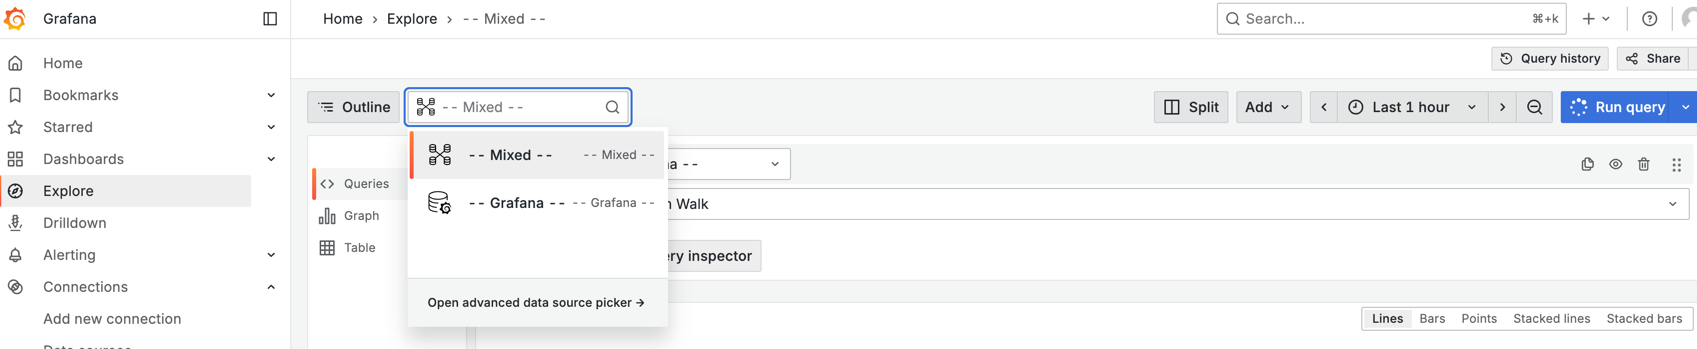 Grafana
Home › Explore › -- Mixed --
Search... ⌘+k
Home
Bookmarks
Starred
Dashboards
Explore
Drilldown
Alerting
Connections
Add new connection
Query history
Share
Outline
-- Mixed --
Split
Add
Last 1 hour
Run query
-- Mixed -- -- Mixed --
-- Grafana -- -- Grafana --
Open advanced data source picker →
Queries
Graph
Table
a --
Walk
ery inspector
Lines Bars Points Stacked lines Stacked bars